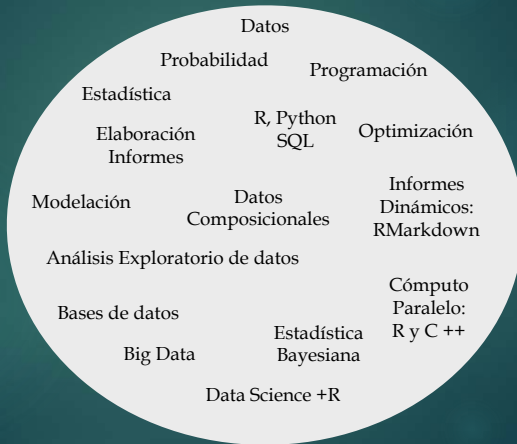 Datos
Probabilidad
Programación
Estadística
R, Python
SQL
Elaboración
Informes
Optimización
Modelación
Datos
Composicionales
Informes
Dinámicos:
RMarkdown
Análisis Exploratorio de datos
Cómputo
Paralelo:
R y C ++
Bases de datos
Estadística
Bayesiana
Big Data
Data Science +R